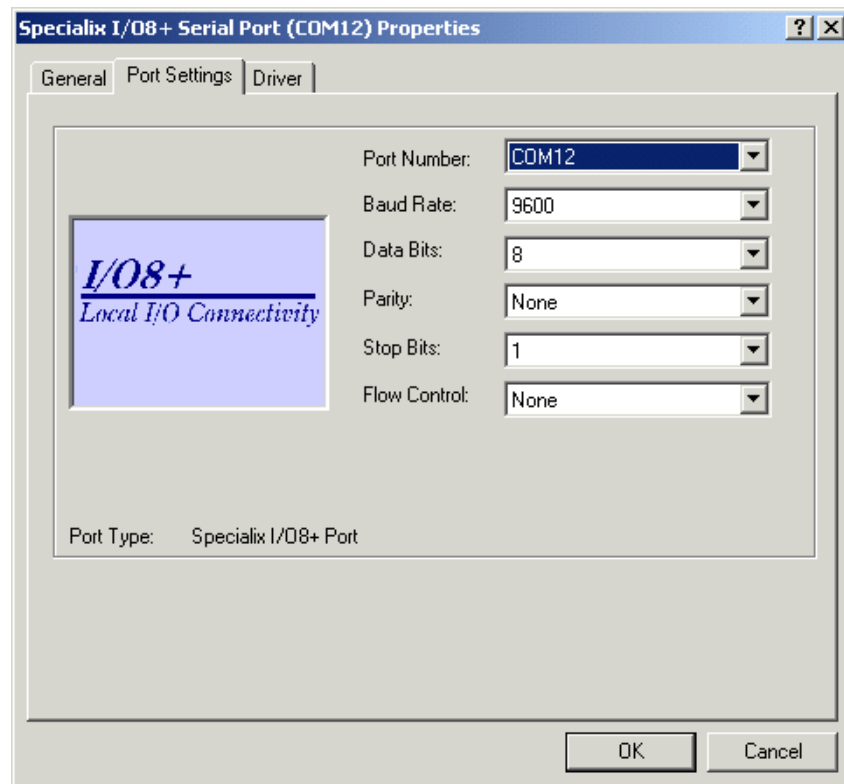 Specialix I/O8+ Serial Port (COM12) Properties
General Port Settings Driver
Port Number: COM12
Baud Rate: 9600
Data Bits: 8
Parity: None
Stop Bits: 1
Flow Control: None
I/O8+
Local I/O Connectivity
Port Type: Specialix I/O8+ Port
OK Cancel